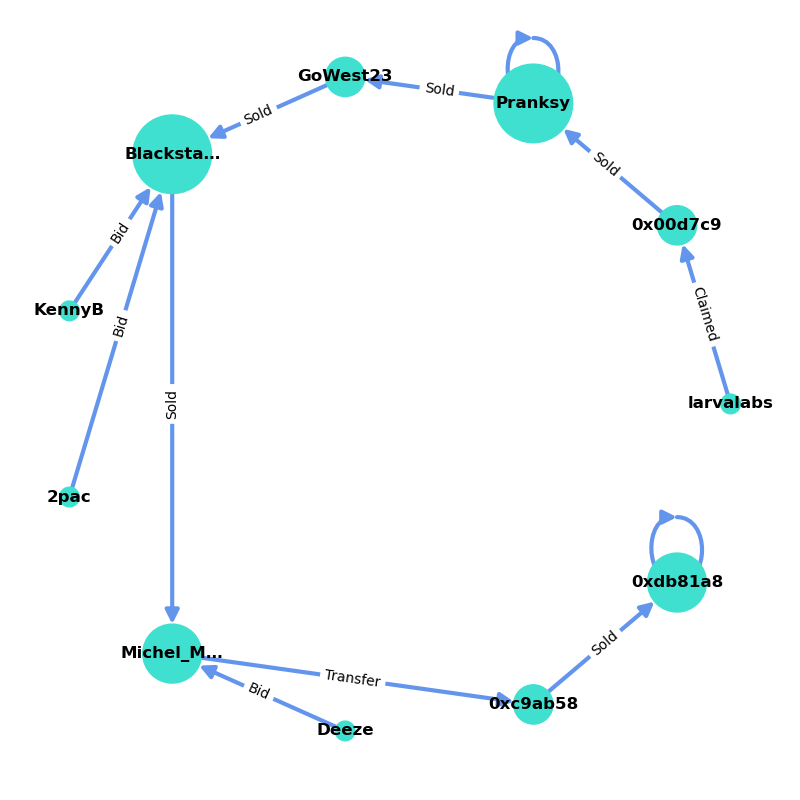 GoWest23
Sold
Pranksy
Sold
Blacksta...
Sold
0x00d7c9
Bid
KennyB
Bid
Claimed
Sold
larvalabs
2pac
0xdb81a8
Sold
Michel_M...
Transfer
Bid
0xc9ab58
Deeze